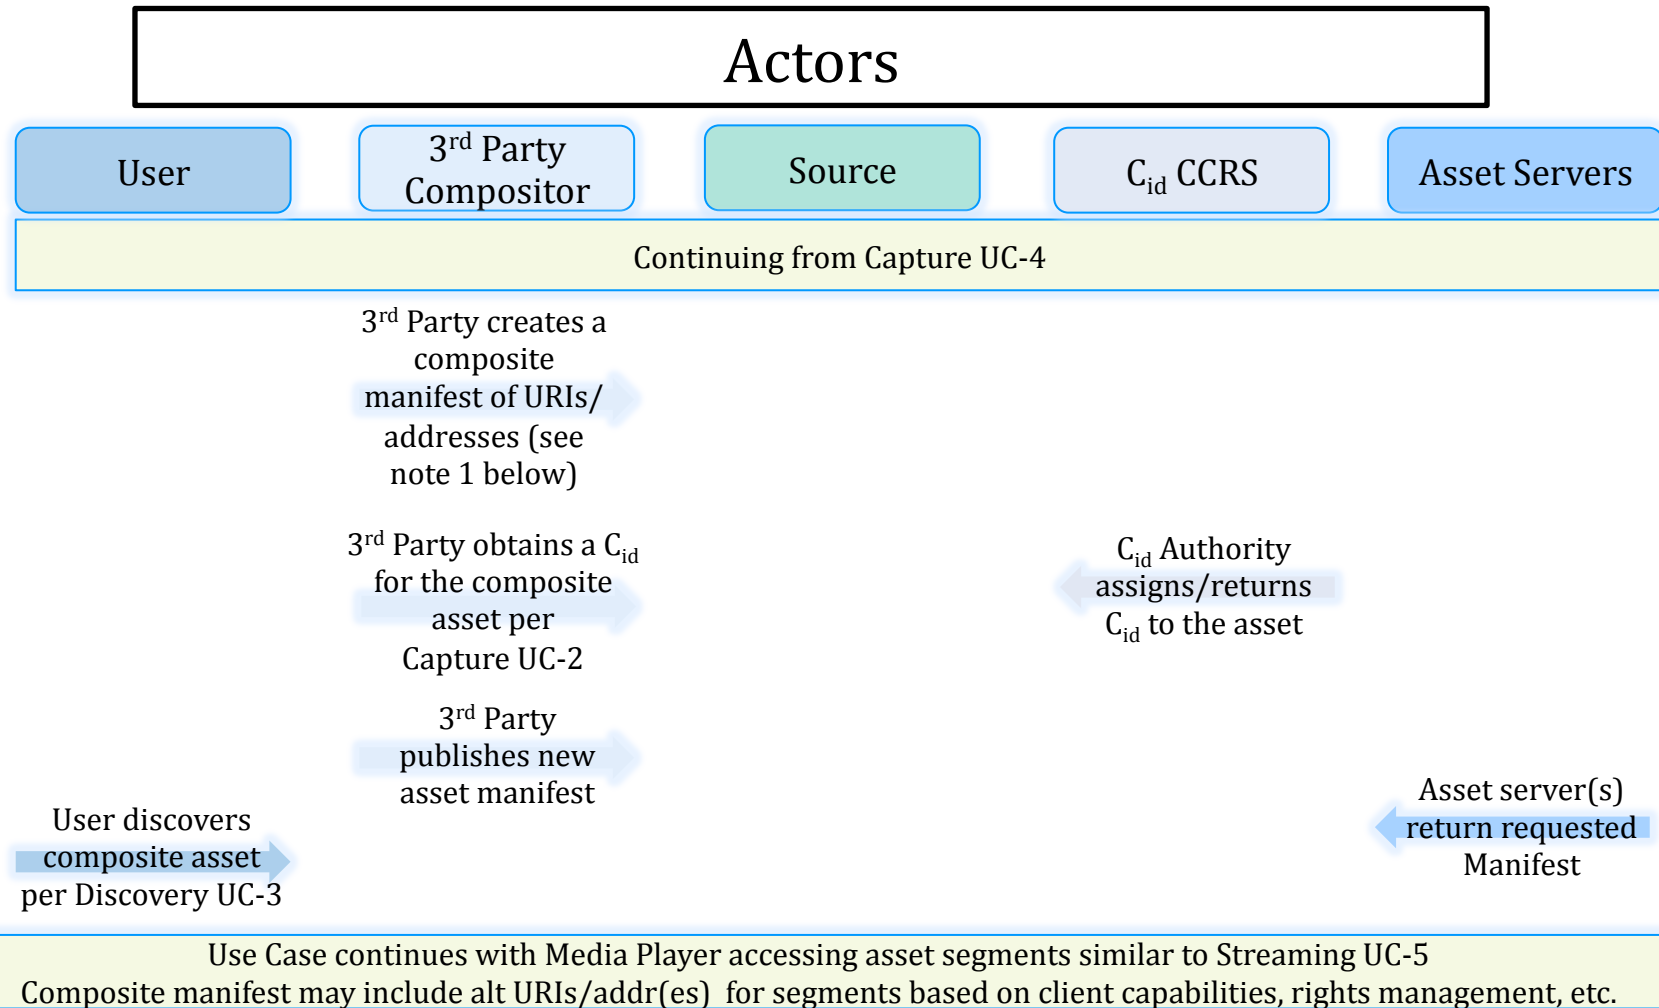 Actors
User
3rd Party
Compositor
Source
Cid CCRS
Asset Servers
Continuing from Capture UC-4
3rd Party creates a
composite
manifest of URIs/
addresses (see
note 1 below)
3rd Party obtains a Cid
for the composite
asset per
Capture UC-2
Cid Authority
assigns/returns
Cid to the asset
3rd Party
publishes new
asset manifest
User discovers
composite asset
per Discovery UC-3
Asset server(s)
return requested
Manifest
Use Case continues with Media Player accessing asset segments similar to Streaming UC-5
Composite manifest may include alt URIs/addr(es) for segments based on client capabilities, rights management, etc.